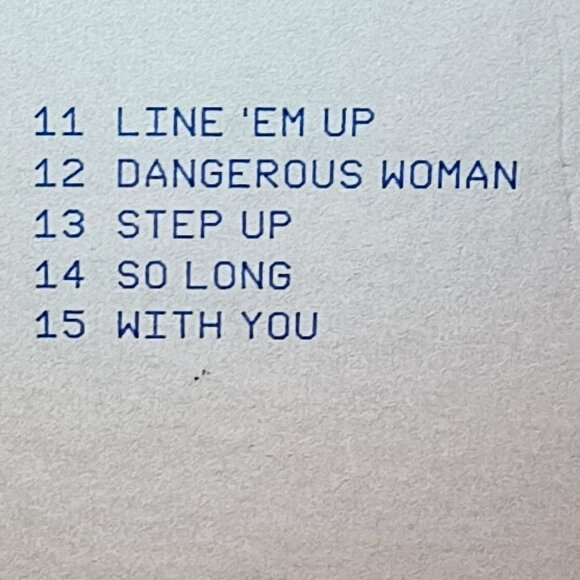 11 LINE 'EM UP
12 DANGEROUS WOMAN
13 STEP UP
14 SO LONG
15 WITH YOU